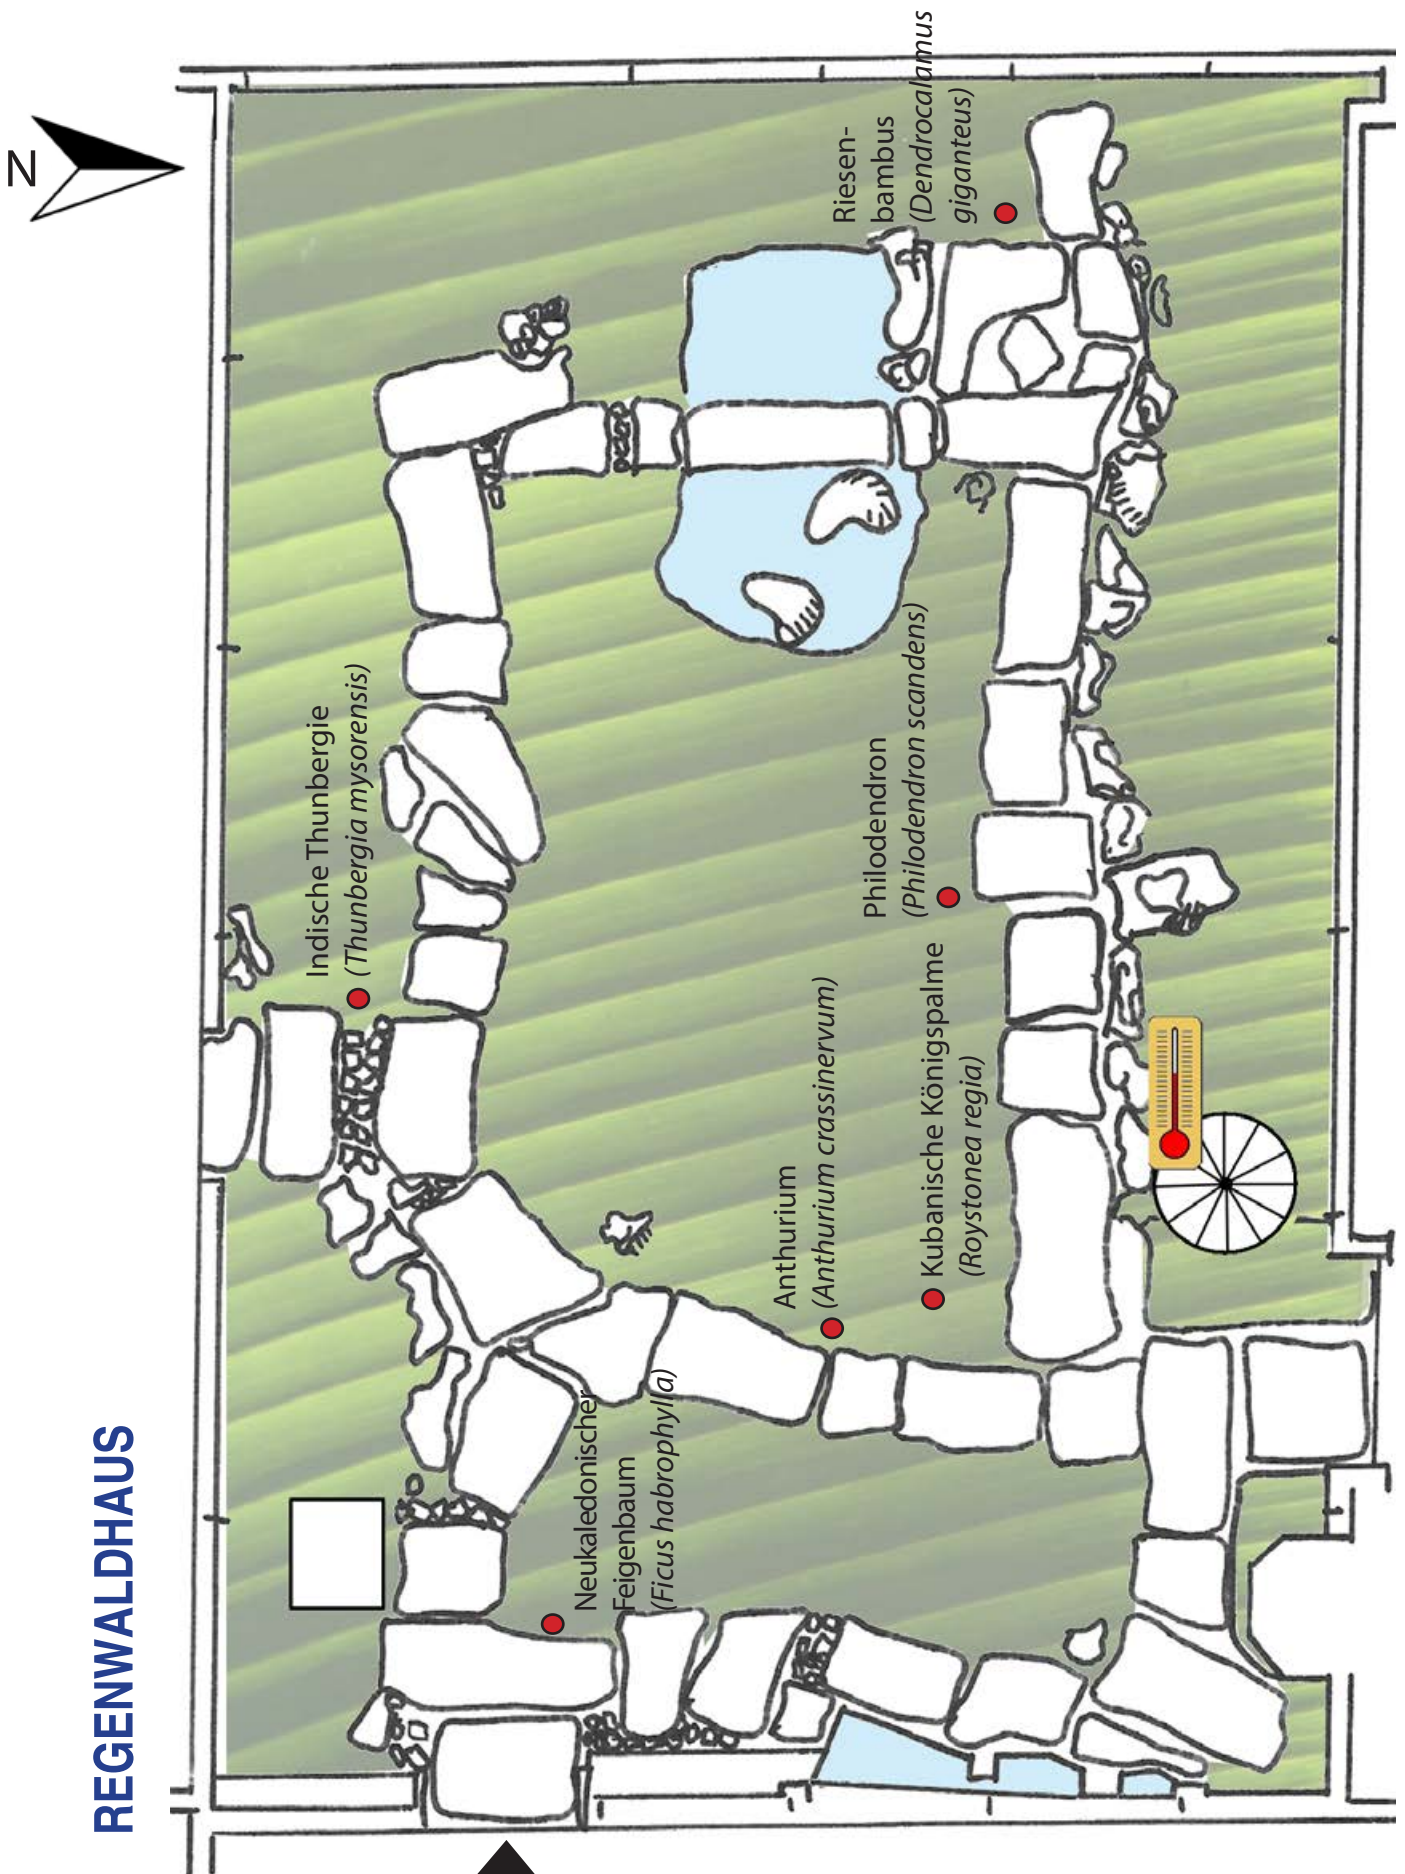 REGENWALDHAUS
N
Indische Thunbergie
(Thunbergia mysorensis)
Riesen-
bambus
(Dendrocalamus
giganteus)
Philodendron
(Philodendron scandens)
Anthurium
(Anthurium crassinervum)
Kubanische Königspalme
(Roystonea regia)
Neukaledonischer
Feigenbaum
(Ficus habrophylla)